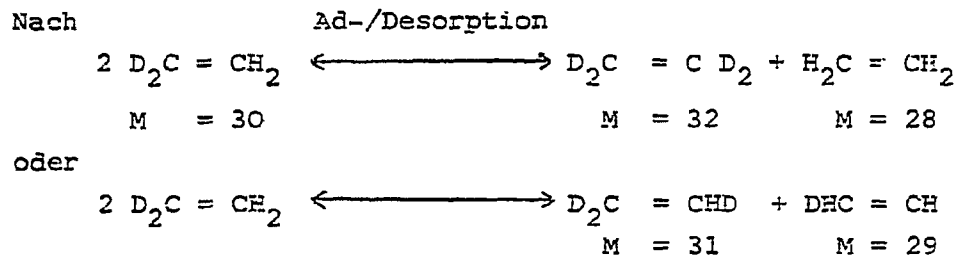 Nach Ad-/Desorption
2 D₂C = CH₂ ⟷ D₂C = C D₂ + H₂C = CH₂
M = 30 M = 32 M = 28
oder
2 D₂C = CH₂ ⟷ D₂C = CHD + DHC = CH
M = 31 M = 29